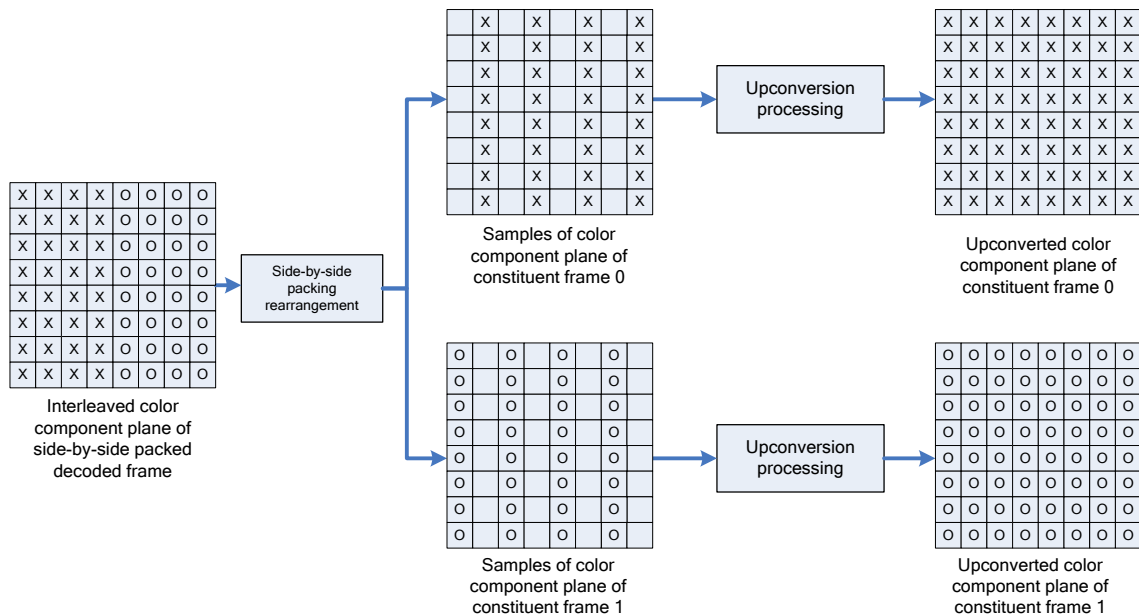 X X X X
X X X X
X X X X
X X X X
X X X X
X X X X
X X X X
X X X X
Samples of color
component plane of
constituent frame 0
Upconversion
processing
X X X X X X X X
X X X X X X X X
X X X X X X X X
X X X X X X X X
X X X X X X X X
X X X X X X X X
X X X X X X X X
X X X X X X X X
Upconverted color
component plane of
constituent frame 0
X X X X O O O O
X X X X O O O O
X X X X O O O O
X X X X O O O O
X X X X O O O O
X X X X O O O O
X X X X O O O O
X X X X O O O O
Interleaved color
component plane of
side-by-side packed
decoded frame
Side-by-side
packing
rearrangement
O O O O
O O O O
O O O O
O O O O
O O O O
O O O O
O O O O
O O O O
Samples of color
component plane of
constituent frame 1
Upconversion
processing
O O O O O O O O
O O O O O O O O
O O O O O O O O
O O O O O O O O
O O O O O O O O
O O O O O O O O
O O O O O O O O
O O O O O O O O
Upconverted color
component plane of
constituent frame 1